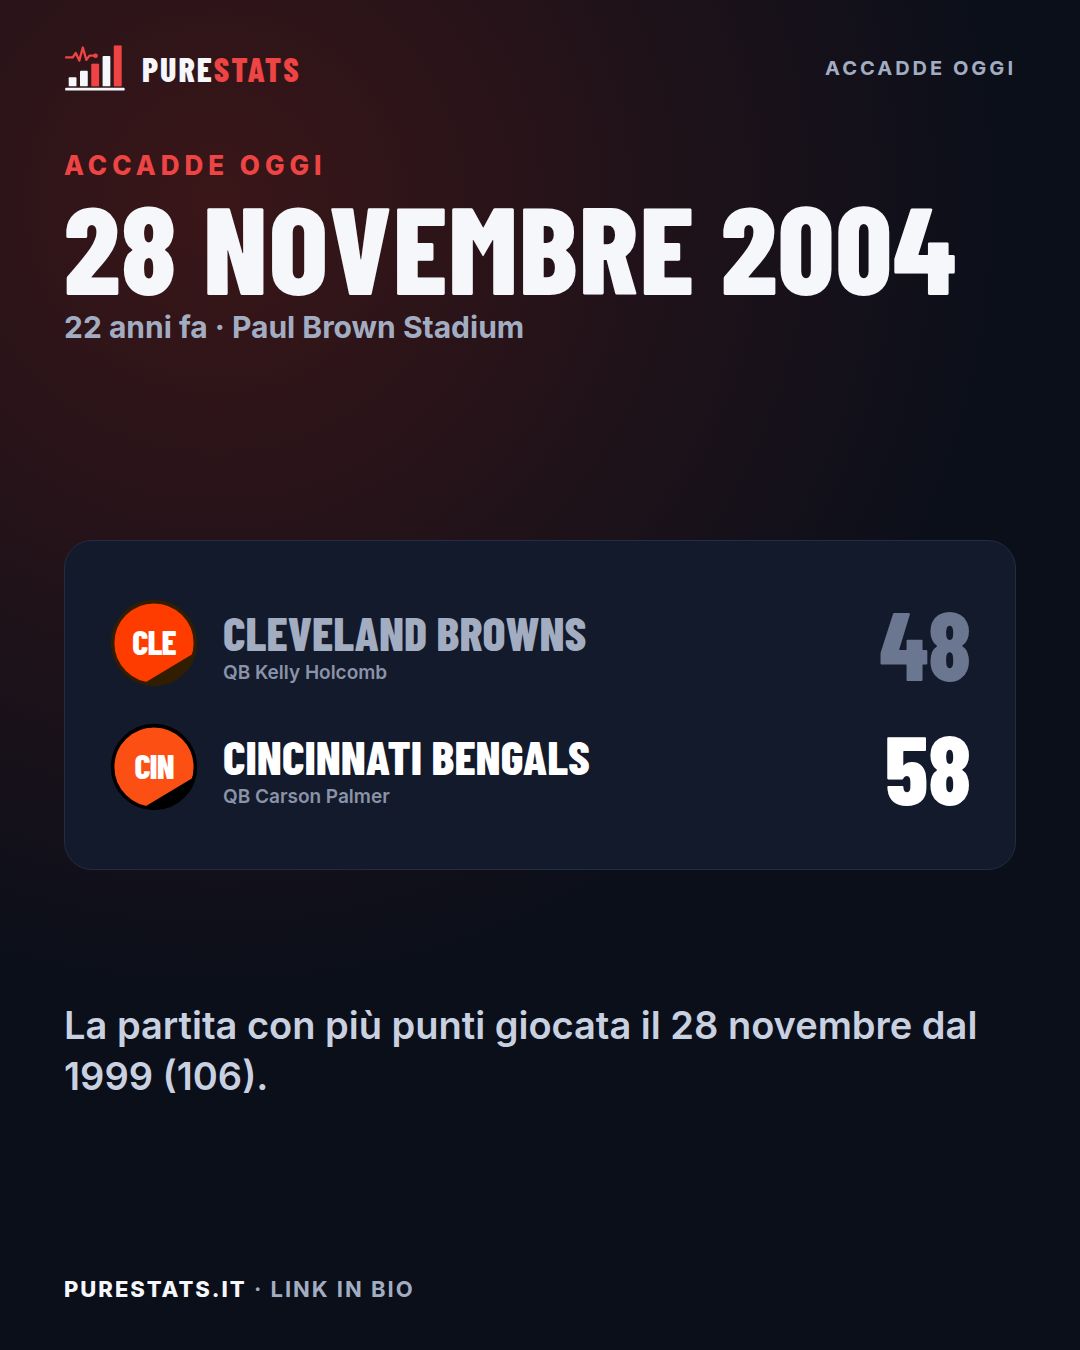 PURESTATS
ACCADDE OGGI
ACCADDE OGGI
28 NOVEMBRE 2004
22 anni fa · Paul Brown Stadium
CLE
CLEVELAND BROWNS
48
QB Kelly Holcomb
CIN
CINCINNATI BENGALS
58
QB Carson Palmer
La partita con più punti giocata il 28 novembre dal
1999 (106).
PURESTATS.IT · LINK IN BIO